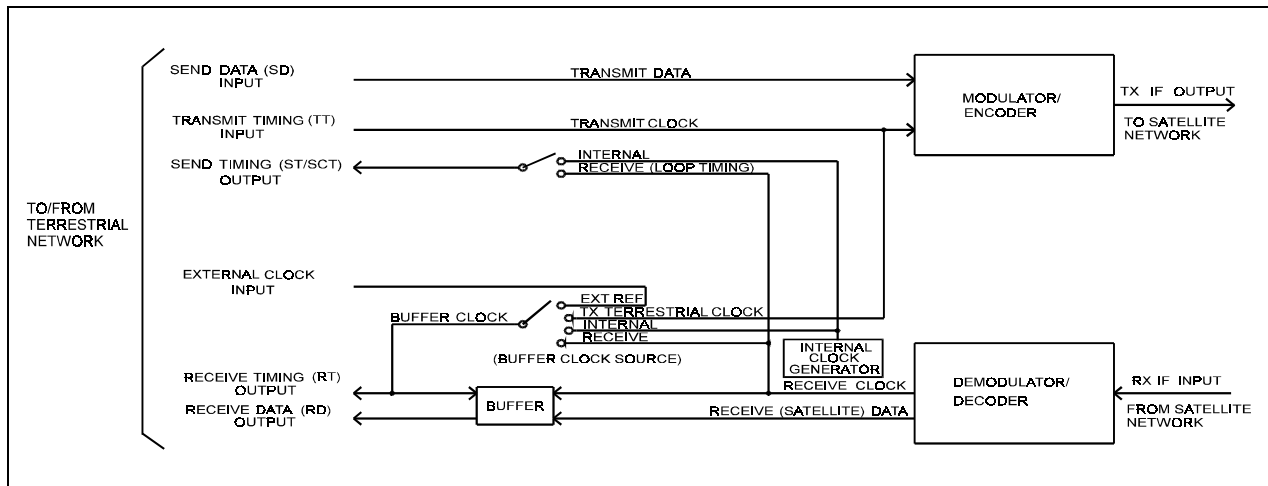 SEND DATA (SD)
INPUT
TRANSMIT DATA
MODULATOR/
ENCODER
TX IF OUTPUT
TO SATELLITE
NETWORK
TRANSMIT TIMING (TT)
INPUT
TRANSMIT CLOCK
SEND TIMING (ST/SCT)
OUTPUT
INTERNAL
RECEIVE (LOOP TIMING)
TO/FROM
TERRESTRIAL
NETWORK
EXTERNAL CLOCK
INPUT
EXT REF
TX TERRESTRIAL CLOCK
BUFFER CLOCK
INTERNAL
RECEIVE
(BUFFER CLOCK SOURCE)
INTERNAL
CLOCK
GENERATOR
RECEIVE TIMING (RT)
OUTPUT
RECEIVE CLOCK
BUFFER
DEMODULATOR/
DECODER
RX IF INPUT
FROM SATELLITE
NETWORK
RECEIVE DATA (RD)
OUTPUT
RECEIVE (SATELLITE) DATA